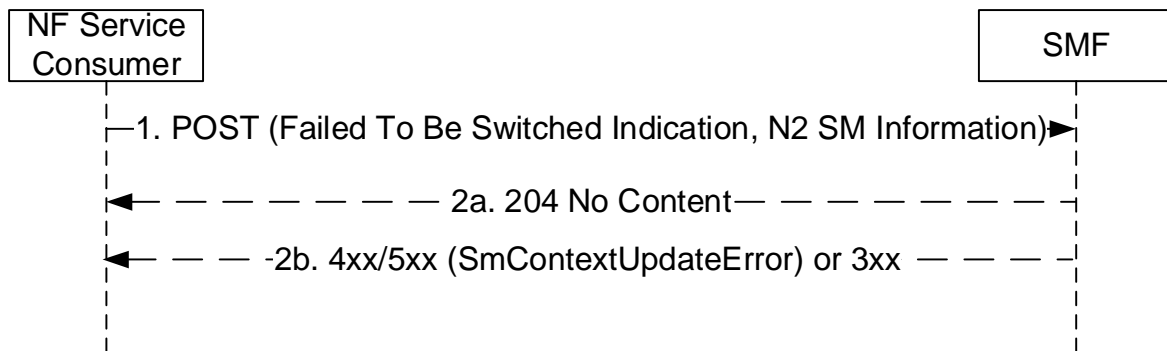 NF Service
Consumer
SMF
1. POST (Failed To Be Switched Indication, N2 SM Information)
2a. 204 No Content
2b. 4xx/5xx (SmContextUpdateError) or 3xx